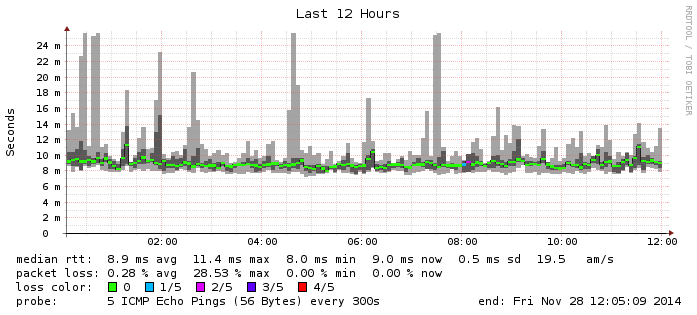 Last 12 Hours
RRDTOOL / TOBI OETIKER
Seconds
24 m
22 m
20 m
18 m
16 m
14 m
12 m
10 m
8 m
6 m
4 m
2 m
0
02:00 04:00 06:00 08:00 10:00 12:00
median rtt: 8.9 ms avg 11.4 ms max 8.0 ms min 9.0 ms now 0.5 ms sd 19.5 am/s
packet loss: 0.28 % avg 28.53 % max 0.00 % min 0.00 % now
loss color: 0 1/5 2/5 3/5 4/5
probe: 5 ICMP Echo Pings (56 Bytes) every 300s end: Fri Nov 28 12:05:09 2014